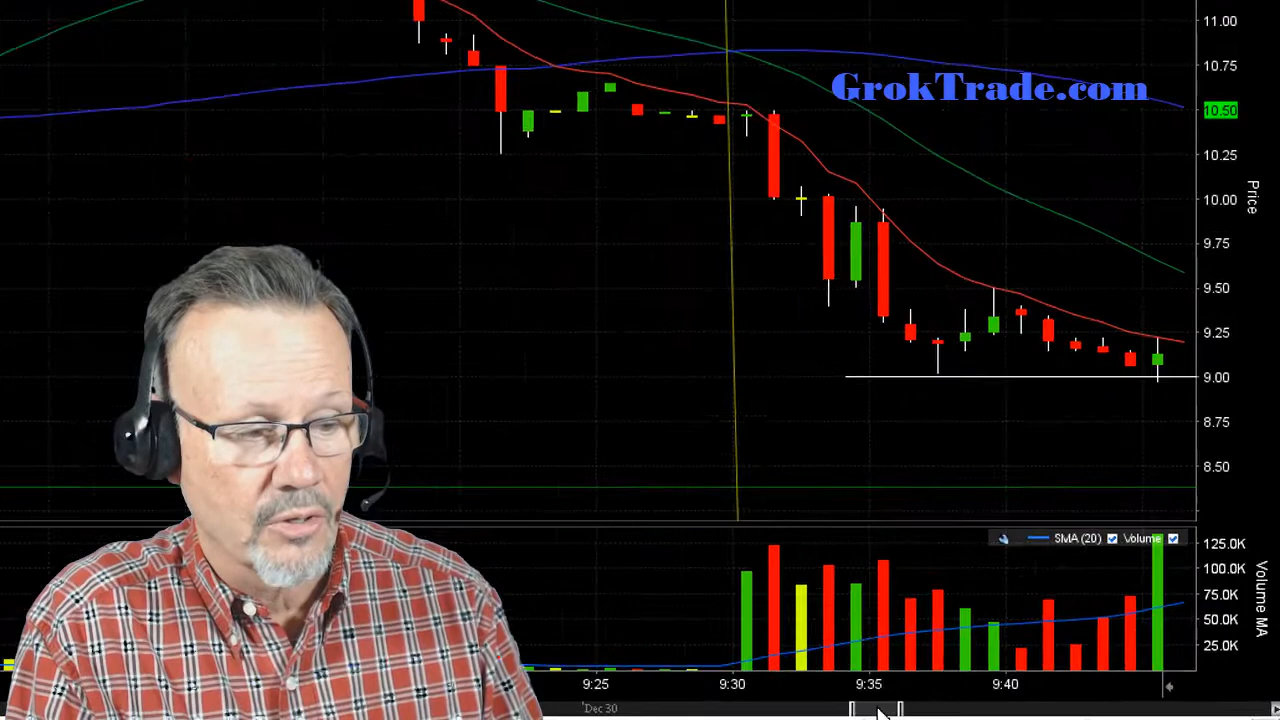 GrokTrade.com
11.00
10.75
10.50
10.25
10.00
9.75
9.50
9.25
9.00
8.75
8.50
Price
SMA (20) Volume
125.0K
100.0K
75.0K
50.0K
25.0K
Volume MA
9:25 9:30 9:35 9:40
Dec 30